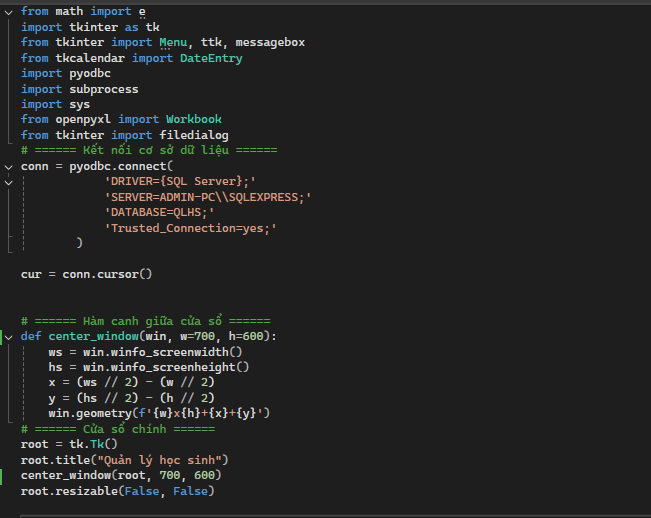 from math import e
import tkinter as tk
from tkinter import Menu, ttk, messagebox
from tkcalendar import DateEntry
import pyodbc
import subprocess
import sys
from openpyxl import Workbook
from tkinter import filedialog
# ====== Kết nối cơ sở dữ liệu ======
conn = pyodbc.connect(
            'DRIVER={SQL Server};'
            'SERVER=ADMIN-PC\\SQLEXPRESS;'
            'DATABASE=QLHS;'
            'Trusted_Connection=yes;'
        )
cur = conn.cursor()
# ====== Hàm canh giữa cửa sổ ======
def center_window(win, w=700, h=600):
    ws = win.winfo_screenwidth()
    hs = win.winfo_screenheight()
    x = (ws // 2) - (w // 2)
    y = (hs // 2) - (h // 2)
    win.geometry(f'{w}x{h}+{x}+{y}')
# ====== Cửa sổ chính ======
root = tk.Tk()
root.title("Quản lý học sinh")
center_window(root, 700, 600)
root.resizable(False, False)